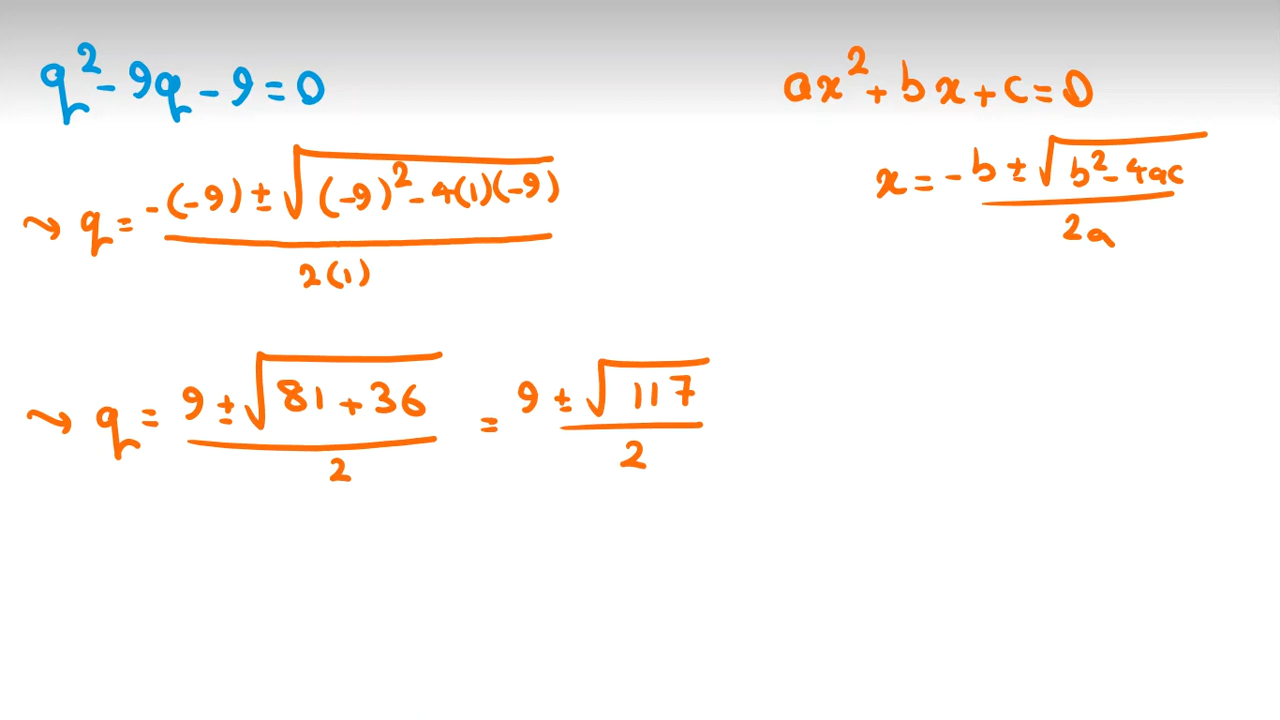 q² - 9q - 9 = 0
ax² + bx + c = 0
x = -b ± √(b² - 4ac) / 2a
→ q = -(-9) ± √((-9)² - 4(1)(-9)) / 2(1)
→ q = 9 ± √(81 + 36) / 2 = 9 ± √117 / 2